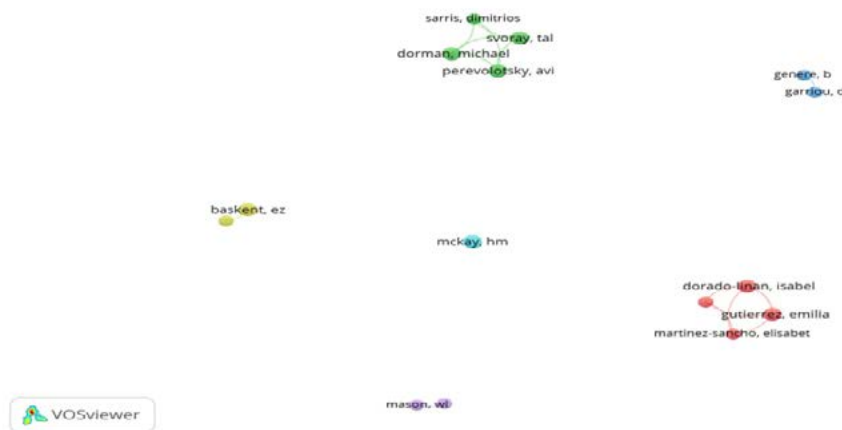 sarris, dimitrios
svoray, tal
dorman, michael
perevolotsky, avi
genere, b
garriou, d
baskent, ez
mckay, hm
dorado-linan, isabel
gutierrez, emilia
martinez-sancho, elisabet
mason, wl
VOSviewer